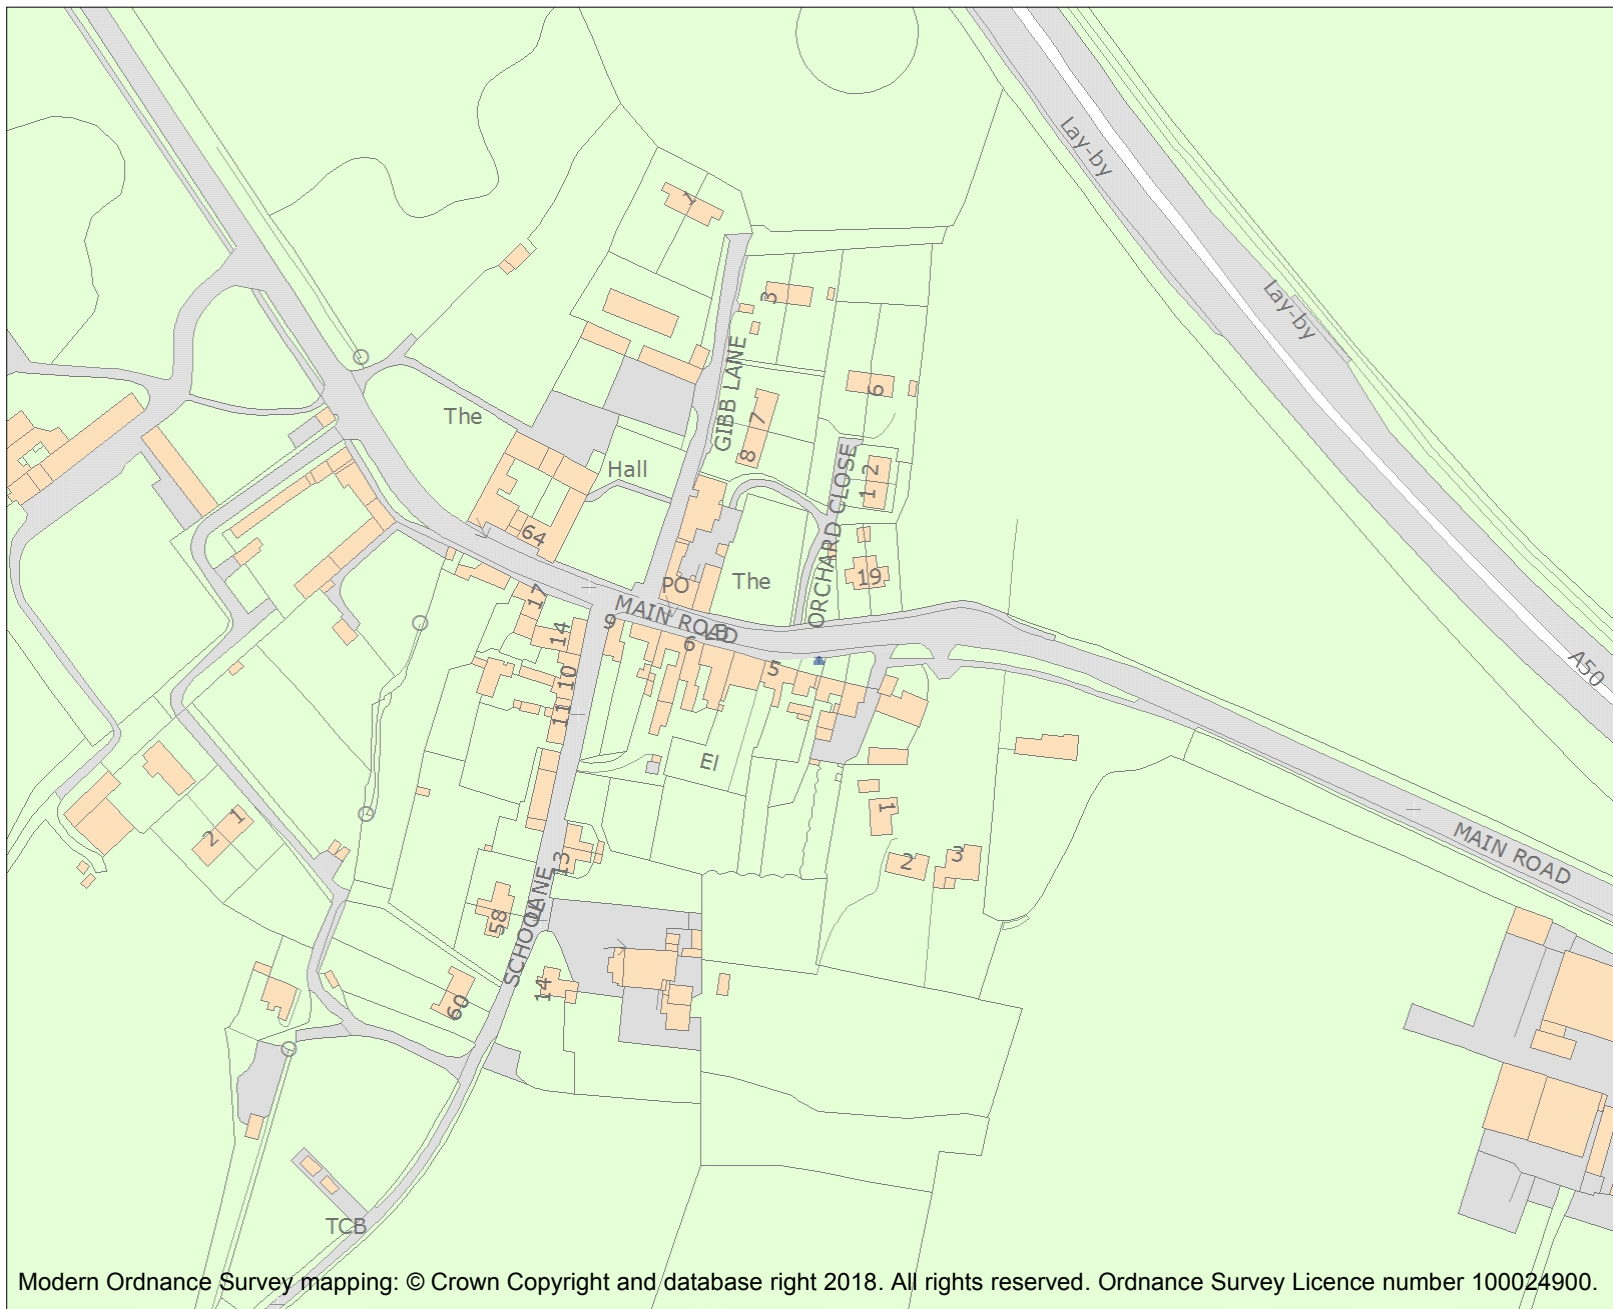 Lay-by
1
Lay-by
3
GIBB LANE
6
The
7
8
Hall
ORCHARD CLOSE
2
1
64
19
PO
The
17
MAIN ROAD
9
14
6
5
A50
10
11
El
1
1
2
MAIN ROAD
2
3
13
SCHOOL LANE
58
14
60
TCB
Modern Ordnance Survey mapping: © Crown Copyright and database right 2018. All rights reserved. Ordnance Survey Licence number 100024900.